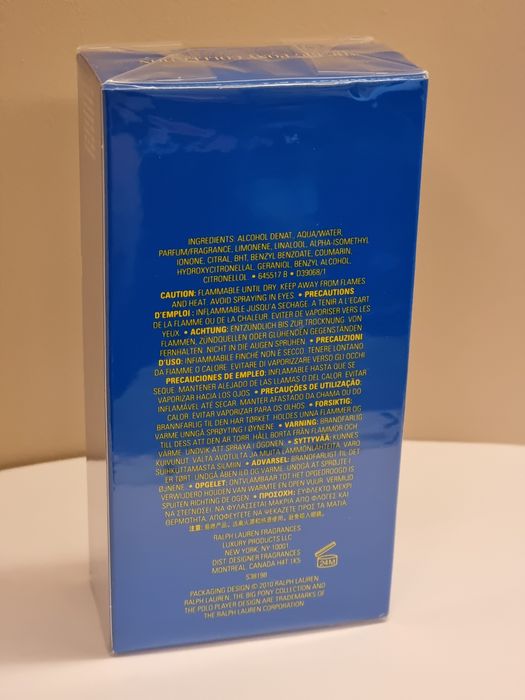 INGREDIENTS: ALCOHOL DENAT., AQUA/WATER,
PARFUM/FRAGRANCE, LIMONENE, LINALOOL, ALPHA-ISOMETHYL
IONONE, CITRAL, BHT, BENZYL BENZOATE, COUMARIN,
HYDROXYCITRONELLAL, GERANIOL, BENZYL ALCOHOL,
CITRONELLOL. • 645517 B • D39068/1
CAUTION: FLAMMABLE UNTIL DRY. KEEP AWAY FROM FLAMES
AND HEAT. AVOID SPRAYING IN EYES. • PRECAUTIONS
D'EMPLOI : INFLAMMABLE JUSQU'A SECHAGE. A TENIR A L'ECART
DE LA FLAMME OU DE LA CHALEUR. EVITER DE VAPORISER VERS LES
YEUX. • ACHTUNG: ENTZÜNDLICH BIS ZUR TROCKNUNG. VON
FLAMMEN, ZÜNDQUELLEN ODER GLÜHENDEN GEGENSTÄNDEN
FERNHALTEN. NICHT IN DIE AUGEN SPRÜHEN. • PRECAUZIONI
D'USO: INFIAMMABILE FINCHÉ NON È SECCO. TENERE LONTANO
DA FIAMME O CALORE. EVITARE DI VAPORIZZARE VERSO GLI OCCHI.
PRECAUCIONES DE EMPLEO: INFLAMABLE HASTA QUE SE
SEQUE. MANTENER ALEJADO DE LAS LLAMAS O DEL CALOR. EVITAR
VAPORIZAR HACIA LOS OJOS. • PRECAUÇÕES DE UTILIZAÇÃO:
INFLAMÁVEL ATÉ SECAR. MANTER AFASTADO DA CHAMA OU DO
CALOR. EVITAR VAPORIZAR PARA OS OLHOS. • FORSIKTIG:
BRANNFARLIG TIL DEN HAR TØRKET. HOLDES UNNA FLAMMER OG
VARME. UNNGÅ SPRØYTING I ØYNENE. • VARNING: BRANDFARLIG
TILL DESS ATT DEN ÄR TORR. HÅLL BORTA FRÅN FLAMMOR OCH
VÄRME. UNDVIK ATT SPRAYA I ÖGONEN. • SYTTYVÄÄ: KUNNES
KUIVUNUT. VÄLTÄ AVOTULTA JA MUITA LÄMMÖNLÄHTEITÄ. VARO
SUIHKUTTAMASTA SILMIIN. • ADVARSEL: BRANDFARLIGT TIL DET
ER TØRT. UNDGÅ ÅBEN ILD OG VARME. UNDGÅ AT SPRØJTE I
ØJNENE. • OPGELET: ONTVLAMBAAR TOT HET OPGEDROOGD IS.
VERWIJDERD HOUDEN VAN WARMTE EN OPEN VUUR. VERMIJD
SPUITEN RICHTING DE OGEN. • ΠΡΟΣΟΧΗ: ΕΥΦΛΕΚΤΟ ΜΕΧΡΙ
ΝΑ ΣΤΕΓΝΩΣΕΙ. ΝΑ ΦΥΛΑΣΣΕΤΑΙ ΜΑΚΡΙΑ ΑΠΟ ΦΛΟΓΕΣ ΚΑΙ
ΘΕΡΜΟΤΗΤΑ. ΑΠΟΦΕΥΓΕΤΕ ΝΑ ΨΕΚΑΖΕΤΕ ΠΡΟΣ ΤΑ ΜΑΤΙΑ.
注意:
RALPH LAUREN FRAGRANCES
LUXURY PRODUCTS LLC
NEW YORK, NY 10001.
DIST. DESIGNER FRAGRANCES
MONTREAL, CANADA H4T 1K5
24M
S38198
PACKAGING DESIGN © 2010 RALPH LAUREN
RALPH LAUREN, THE BIG PONY COLLECTION AND
THE POLO PLAYER DESIGN ARE TRADEMARKS OF
THE RALPH LAUREN CORPORATION